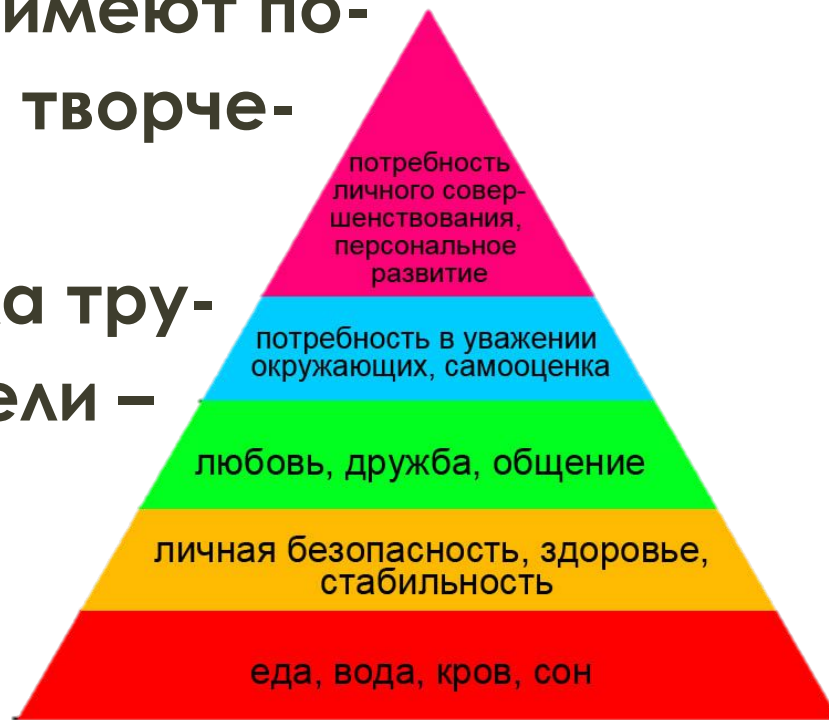 имеют по-
творче-
тру-
потребность
личного совер-
шенствования,
персональное
развитие
потребность в уважении
окружающих, самооценка
любовь, дружба, общение
личная безопасность, здоровье,
стабильность
еда, вода, кров, сон